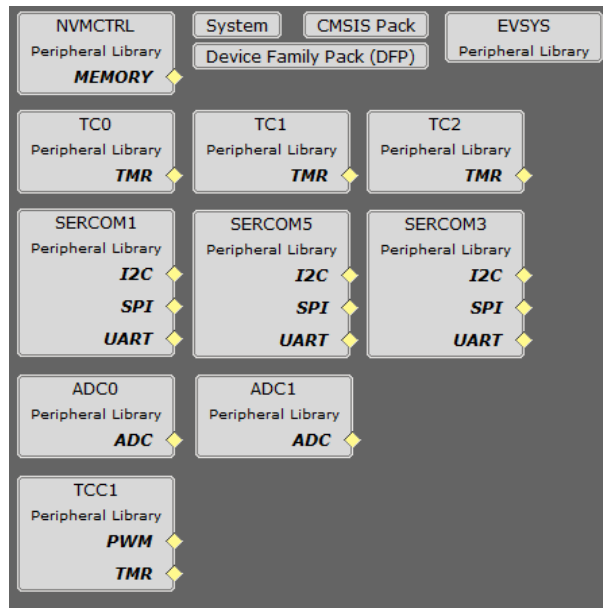 NVMCTRL
Peripheral Library
MEMORY
System
CMSIS Pack
Device Family Pack (DFP)
EVSYS
Peripheral Library
TC0
Peripheral Library
TMR
TC1
Peripheral Library
TMR
TC2
Peripheral Library
TMR
SERCOM1
Peripheral Library
I2C
SPI
UART
SERCOM5
Peripheral Library
I2C
SPI
UART
SERCOM3
Peripheral Library
I2C
SPI
UART
ADC0
Peripheral Library
ADC
ADC1
Peripheral Library
ADC
TCC1
Peripheral Library
PWM
TMR